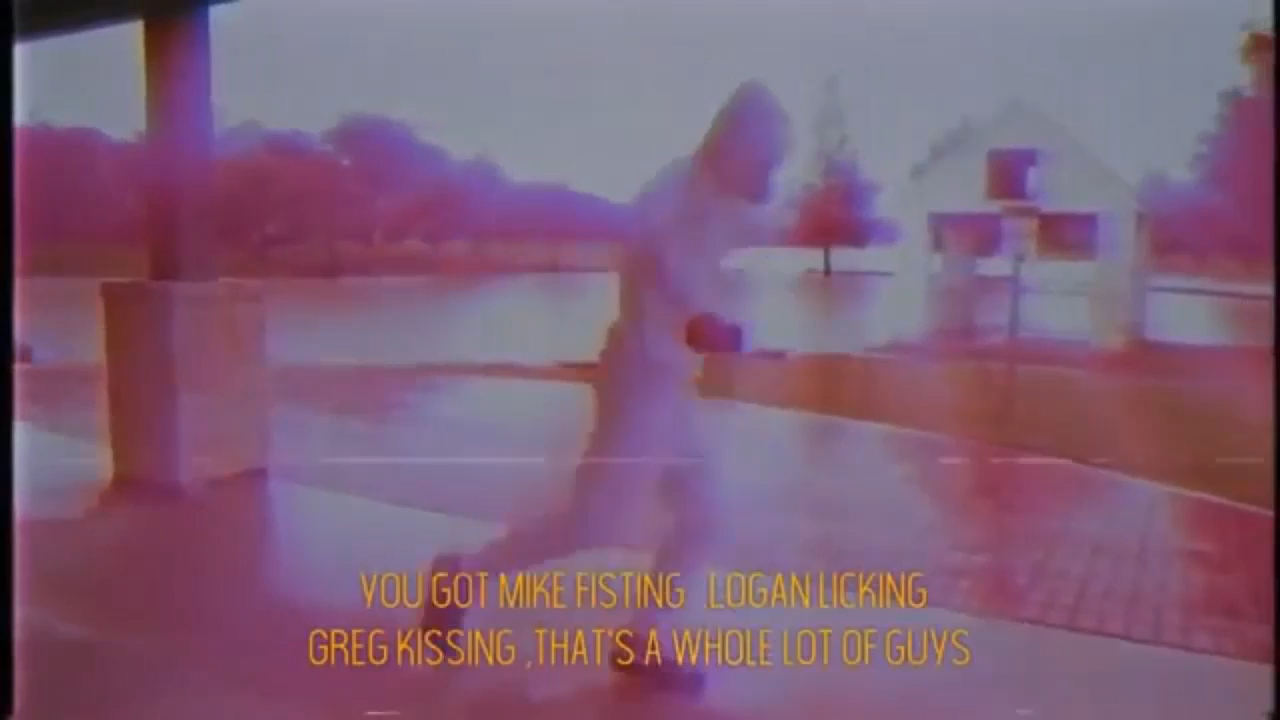 YOU GOT MIKE FISTING .LOGAN LICKING
GREG KISSING ,THAT'S A WHOLE LOT OF GUYS